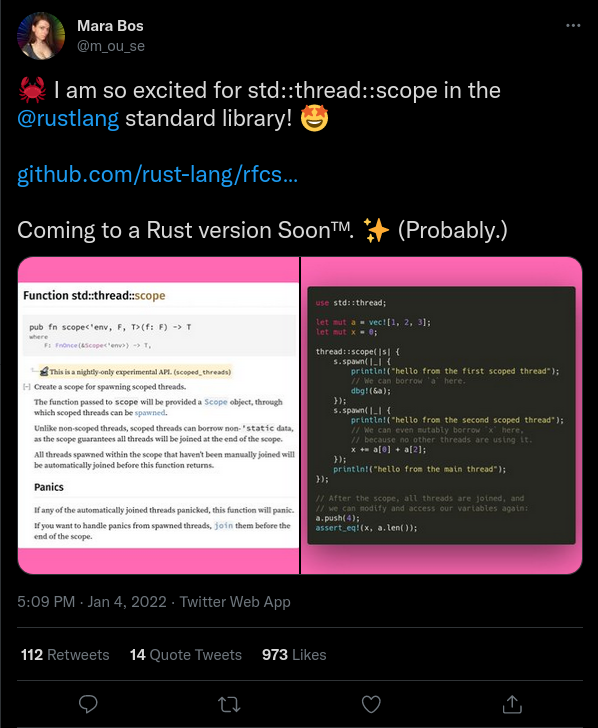 Mara Bos
@m_ou_se
🦀 I am so excited for std::thread::scope in the
@rustlang standard library! 🤩
github.com/rust-lang/rfcs…
Coming to a Rust version Soon™. ✨ (Probably.)
Function std::thread::scope
pub fn scope<'env, F, T>(f: F) -> T
where
F: FnOnce(&Scope<'env>) -> T,
🔬 This is a nightly-only experimental API. (scoped_threads)
[-] Create a scope for spawning scoped threads.
The function passed to scope will be provided a Scope object, through
which scoped threads can be spawned.
Unlike non-scoped threads, scoped threads can borrow non-'static data,
as the scope guarantees all threads will be joined at the end of the scope.
All threads spawned within the scope that haven't been manually joined will
be automatically joined before this function returns.
Panics
If any of the automatically joined threads panicked, this function will panic.
If you want to handle panics from spawned threads, join them before the
end of the scope.
use std::thread;
let mut a = vec![1, 2, 3];
let mut x = 0;
thread::scope(|s| {
s.spawn(|_| {
println!("hello from the first scoped thread");
// We can borrow `a` here.
dbg!(&a);
});
s.spawn(|_| {
println!("hello from the second scoped thread");
// We can even mutably borrow `x` here,
// because no other threads are using it.
x += a[0] + a[2];
});
println!("hello from the main thread");
});
// After the scope, all threads are joined, and
// we can modify and access our variables again:
a.push(4);
assert_eq!(x, a.len());
5:09 PM · Jan 4, 2022 · Twitter Web App
112 Retweets 14 Quote Tweets 973 Likes